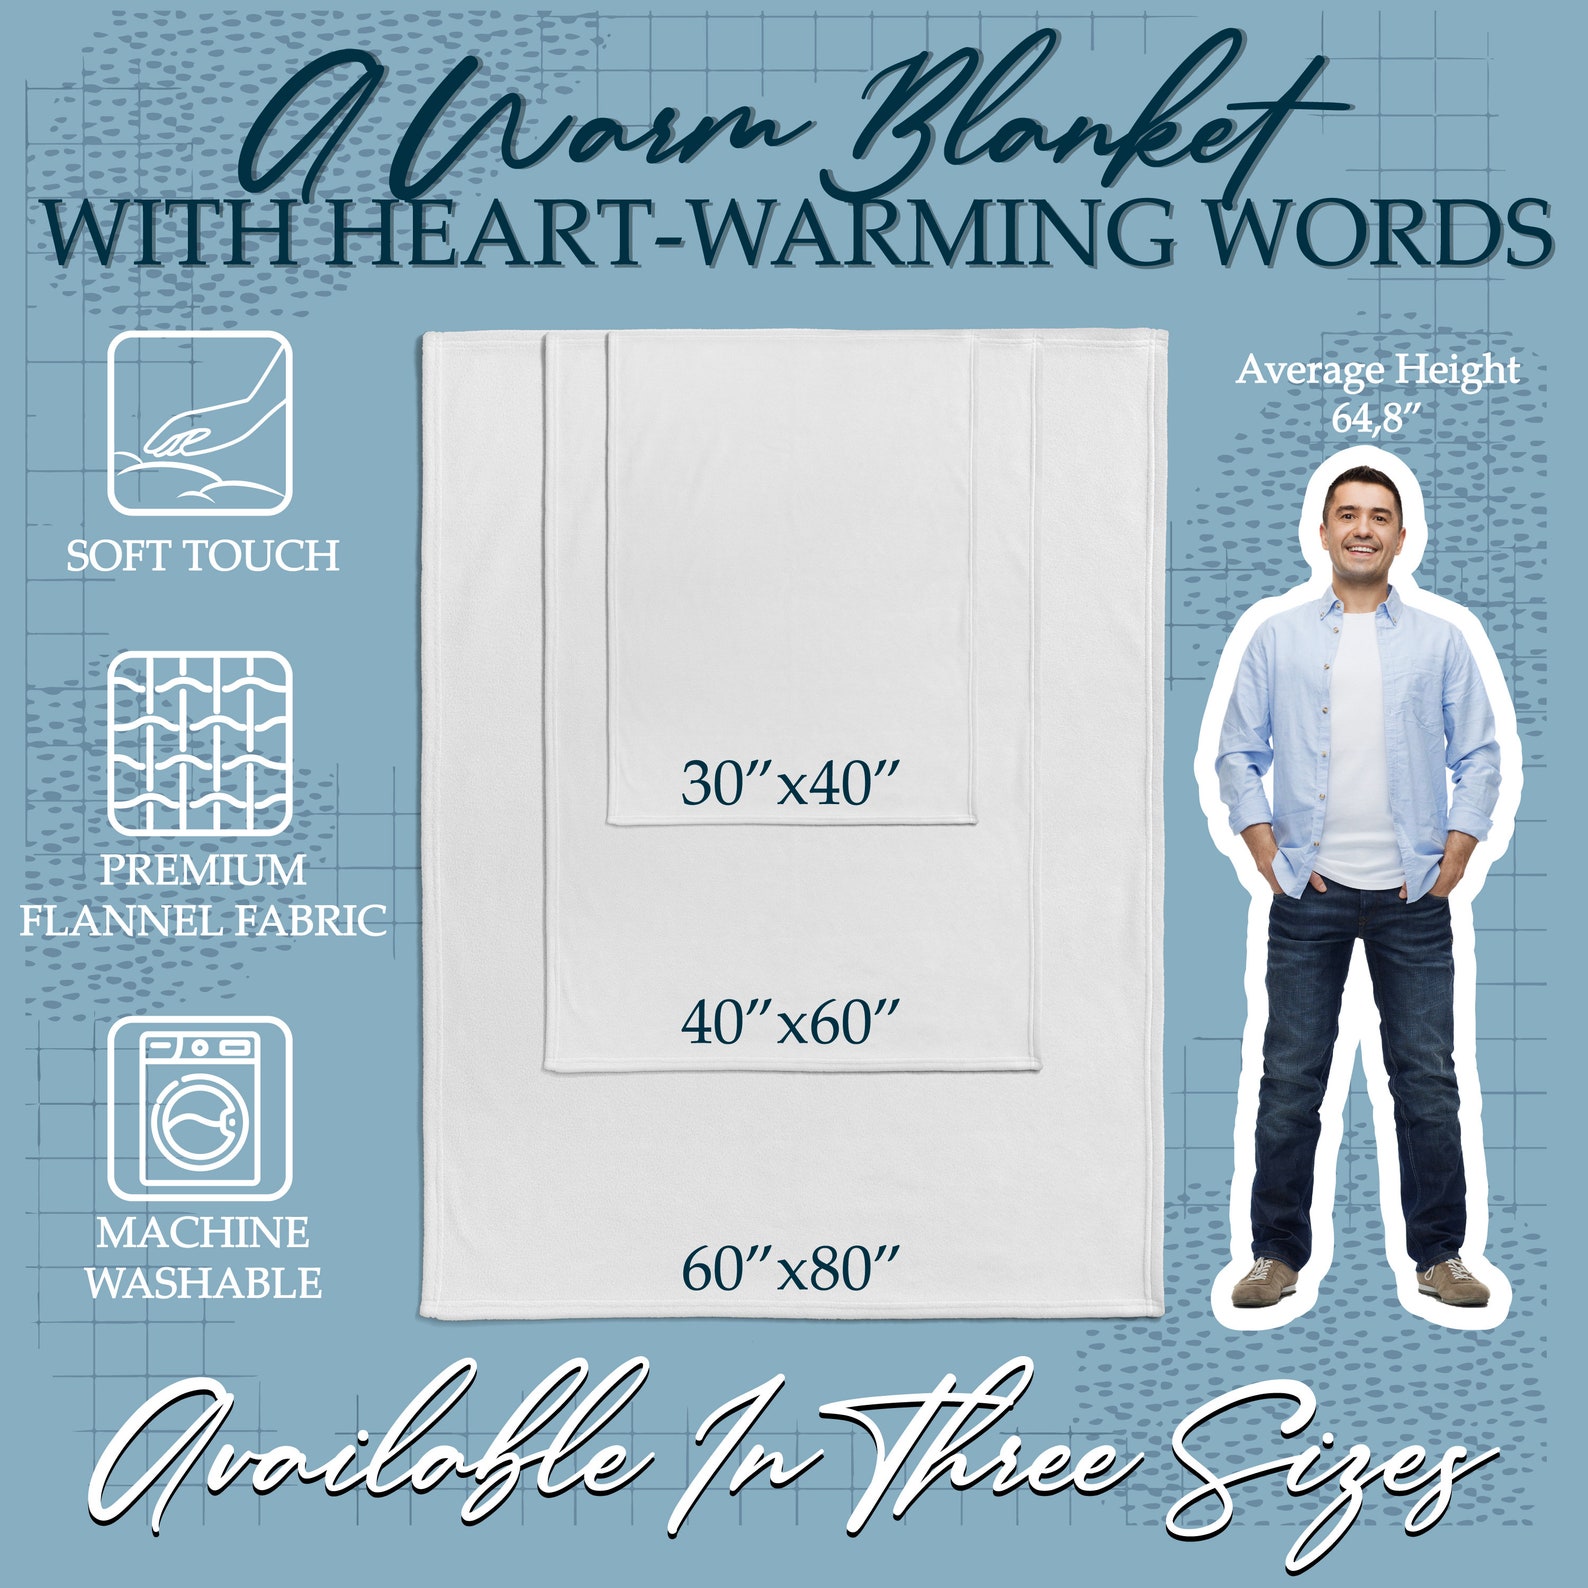 A Warm Blanket
WITH HEART-WARMING WORDS
Average Height
64,8”
SOFT TOUCH
PREMIUM
FLANNEL FABRIC
MACHINE
WASHABLE
30”x40”
40”x60”
60”x80”
Available In Three Sizes